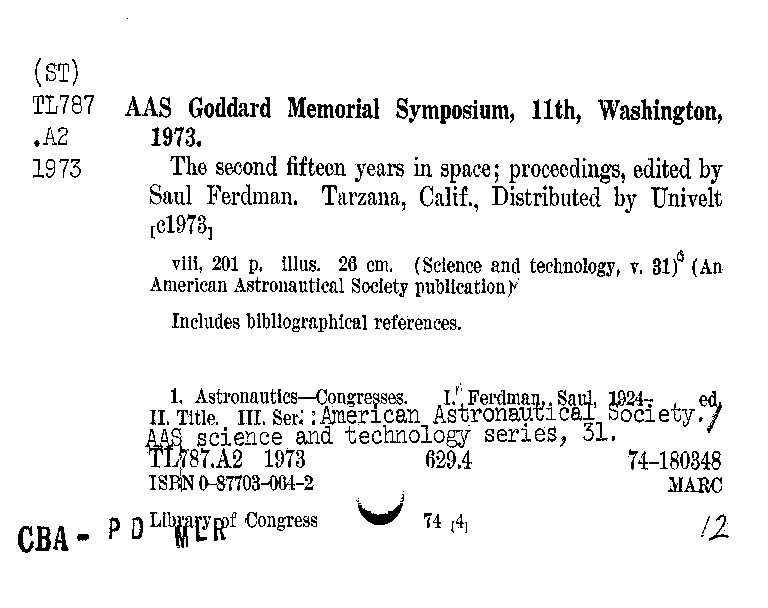 (ST)
TL787
.A2
1973
AAS Goddard Memorial Symposium, 11th, Washington,
1973.
The second fifteen years in space; proceedings, edited by
Saul Ferdman. Tarzana, Calif., Distributed by Univelt
[c1973]
viii, 201 p. illus. 26 cm. (Science and technology, v. 31) (An
American Astronautical Society publication)
Includes bibliographical references.
1. Astronautics—Congresses. I. Ferdman, Saul, 1924- ed.
II. Title. III. Ser.: American Astronautical Society./
AAS science and technology series, 31.
TL787.A2 1973 629.4 74-180348
ISBN 0-87703-064-2 MARC
Library of Congress 74 [4] 12
CBA - PD MLR